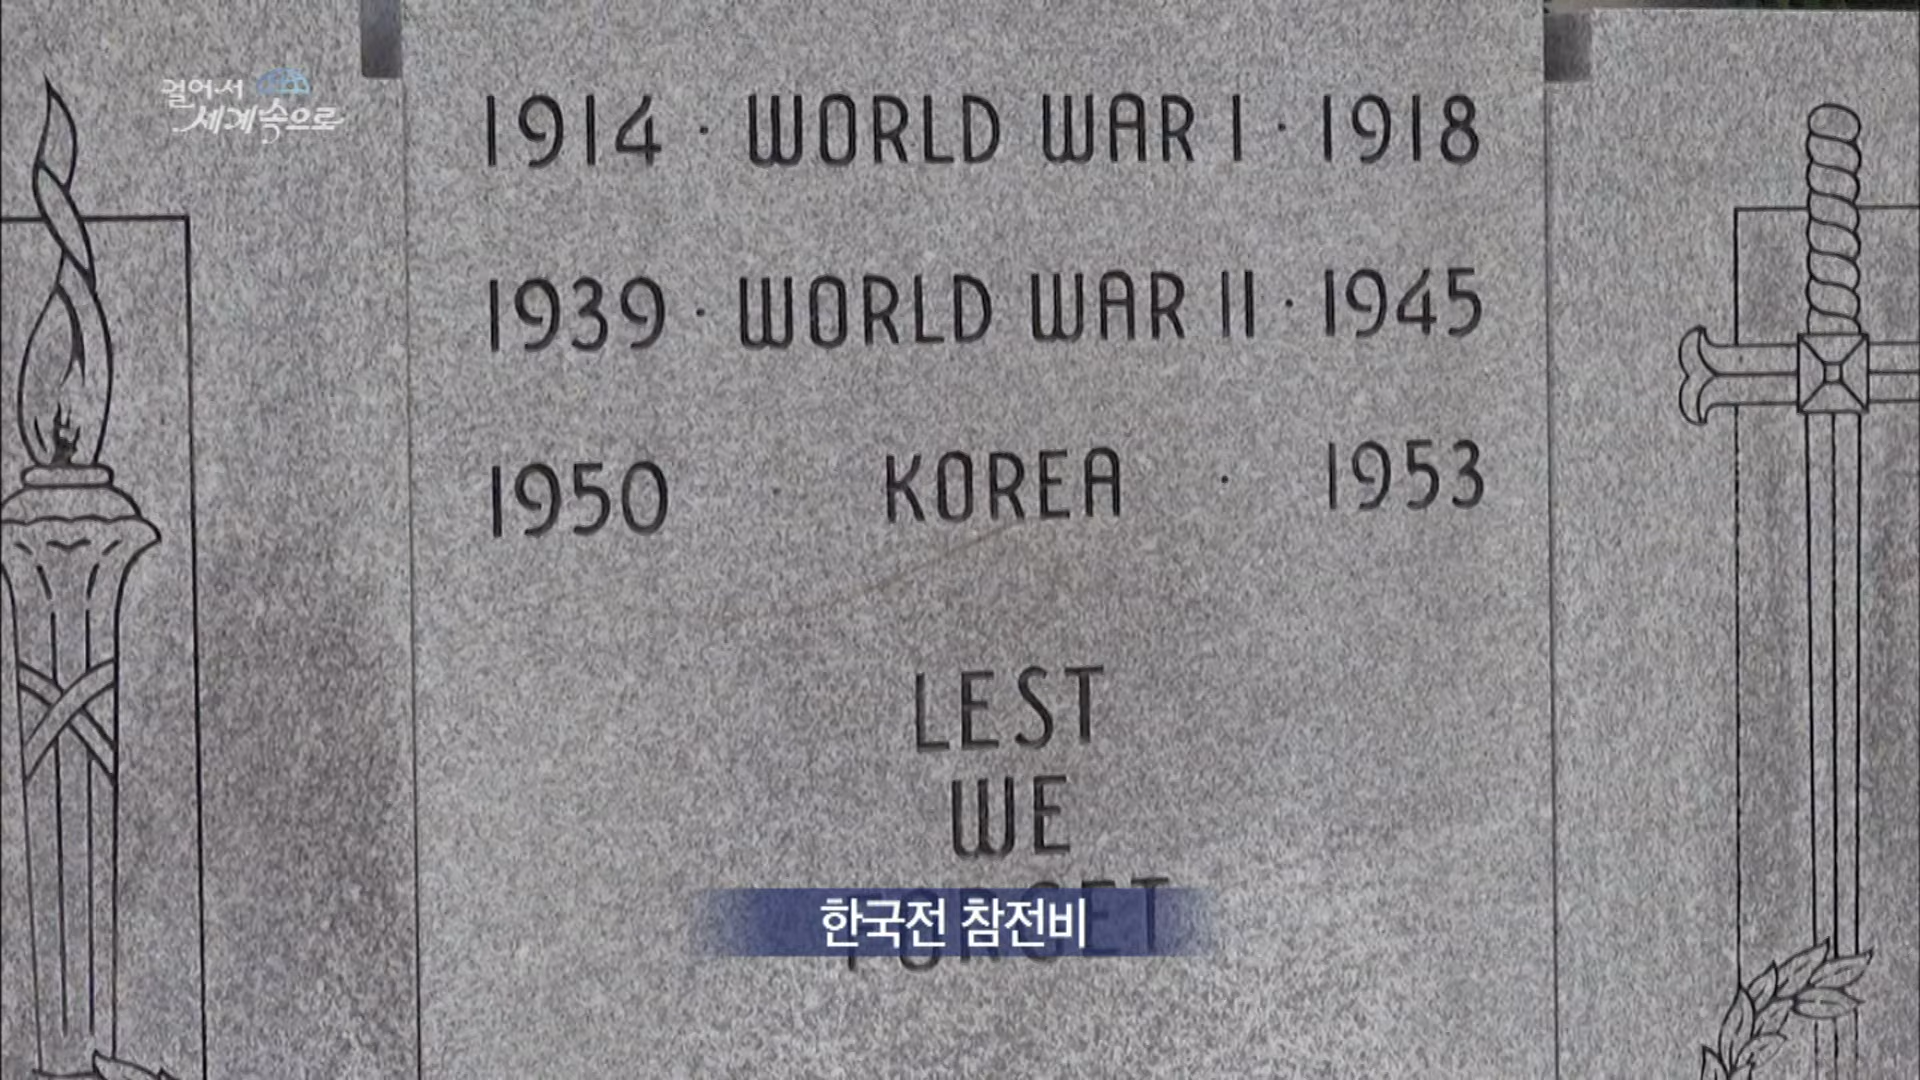 걸어서
세계속으로
1914 · WORLD WAR I · 1918
1939 · WORLD WAR II · 1945
1950 · KOREA · 1953
LEST
WE
FORGET
한국전 참전비